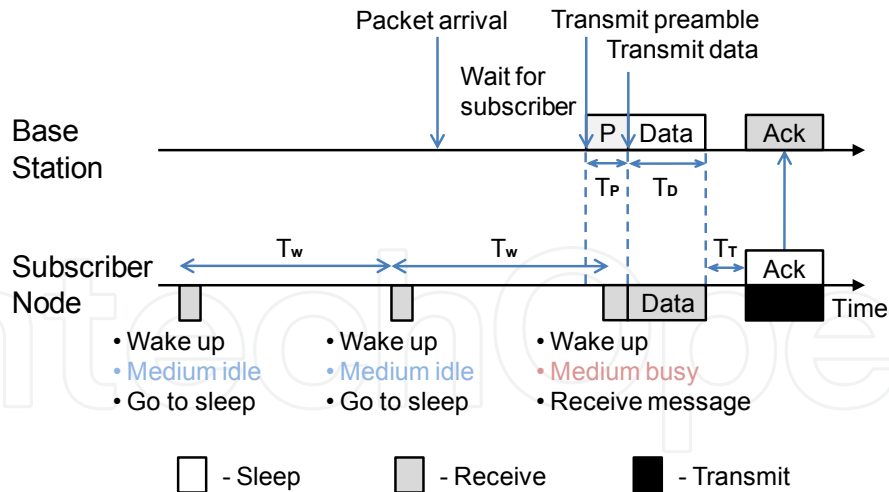 Packet arrival
Transmit preamble
Transmit data
Wait for
subscriber
Base
Station
P
Data
Ack
TP
TD
Tw
Tw
TT
Subscriber
Node
Ack
Data
Time
• Wake up
• Medium idle
• Go to sleep
• Wake up
• Medium idle
• Go to sleep
• Wake up
• Medium busy
• Receive message
- Sleep
- Receive
- Transmit